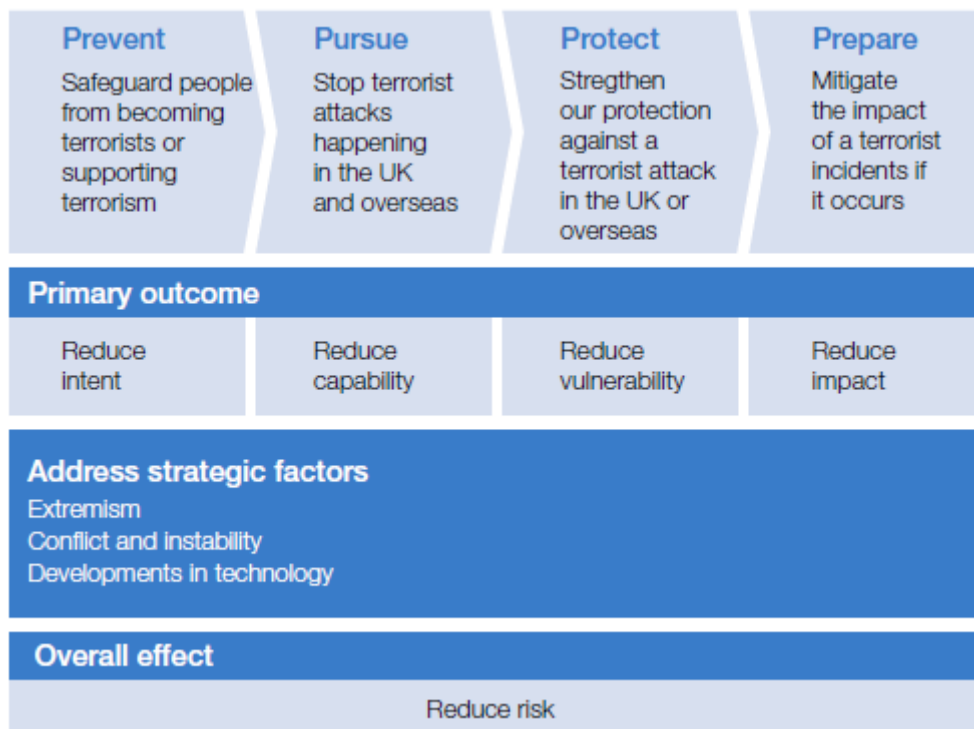 Prevent
Safeguard people
from becoming
terrorists or
supporting
terrorism
Pursue
Stop terrorist
attacks
happening
in the UK
and overseas
Protect
Stregthen
our protection
against a
terrorist attack
in the UK or
overseas
Prepare
Mitigate
the impact
of a terrorist
incidents if
it occurs
Primary outcome
Reduce
intent
Reduce
capability
Reduce
vulnerability
Reduce
impact
Address strategic factors
Extremism
Conflict and instability
Developments in technology
Overall effect
Reduce risk